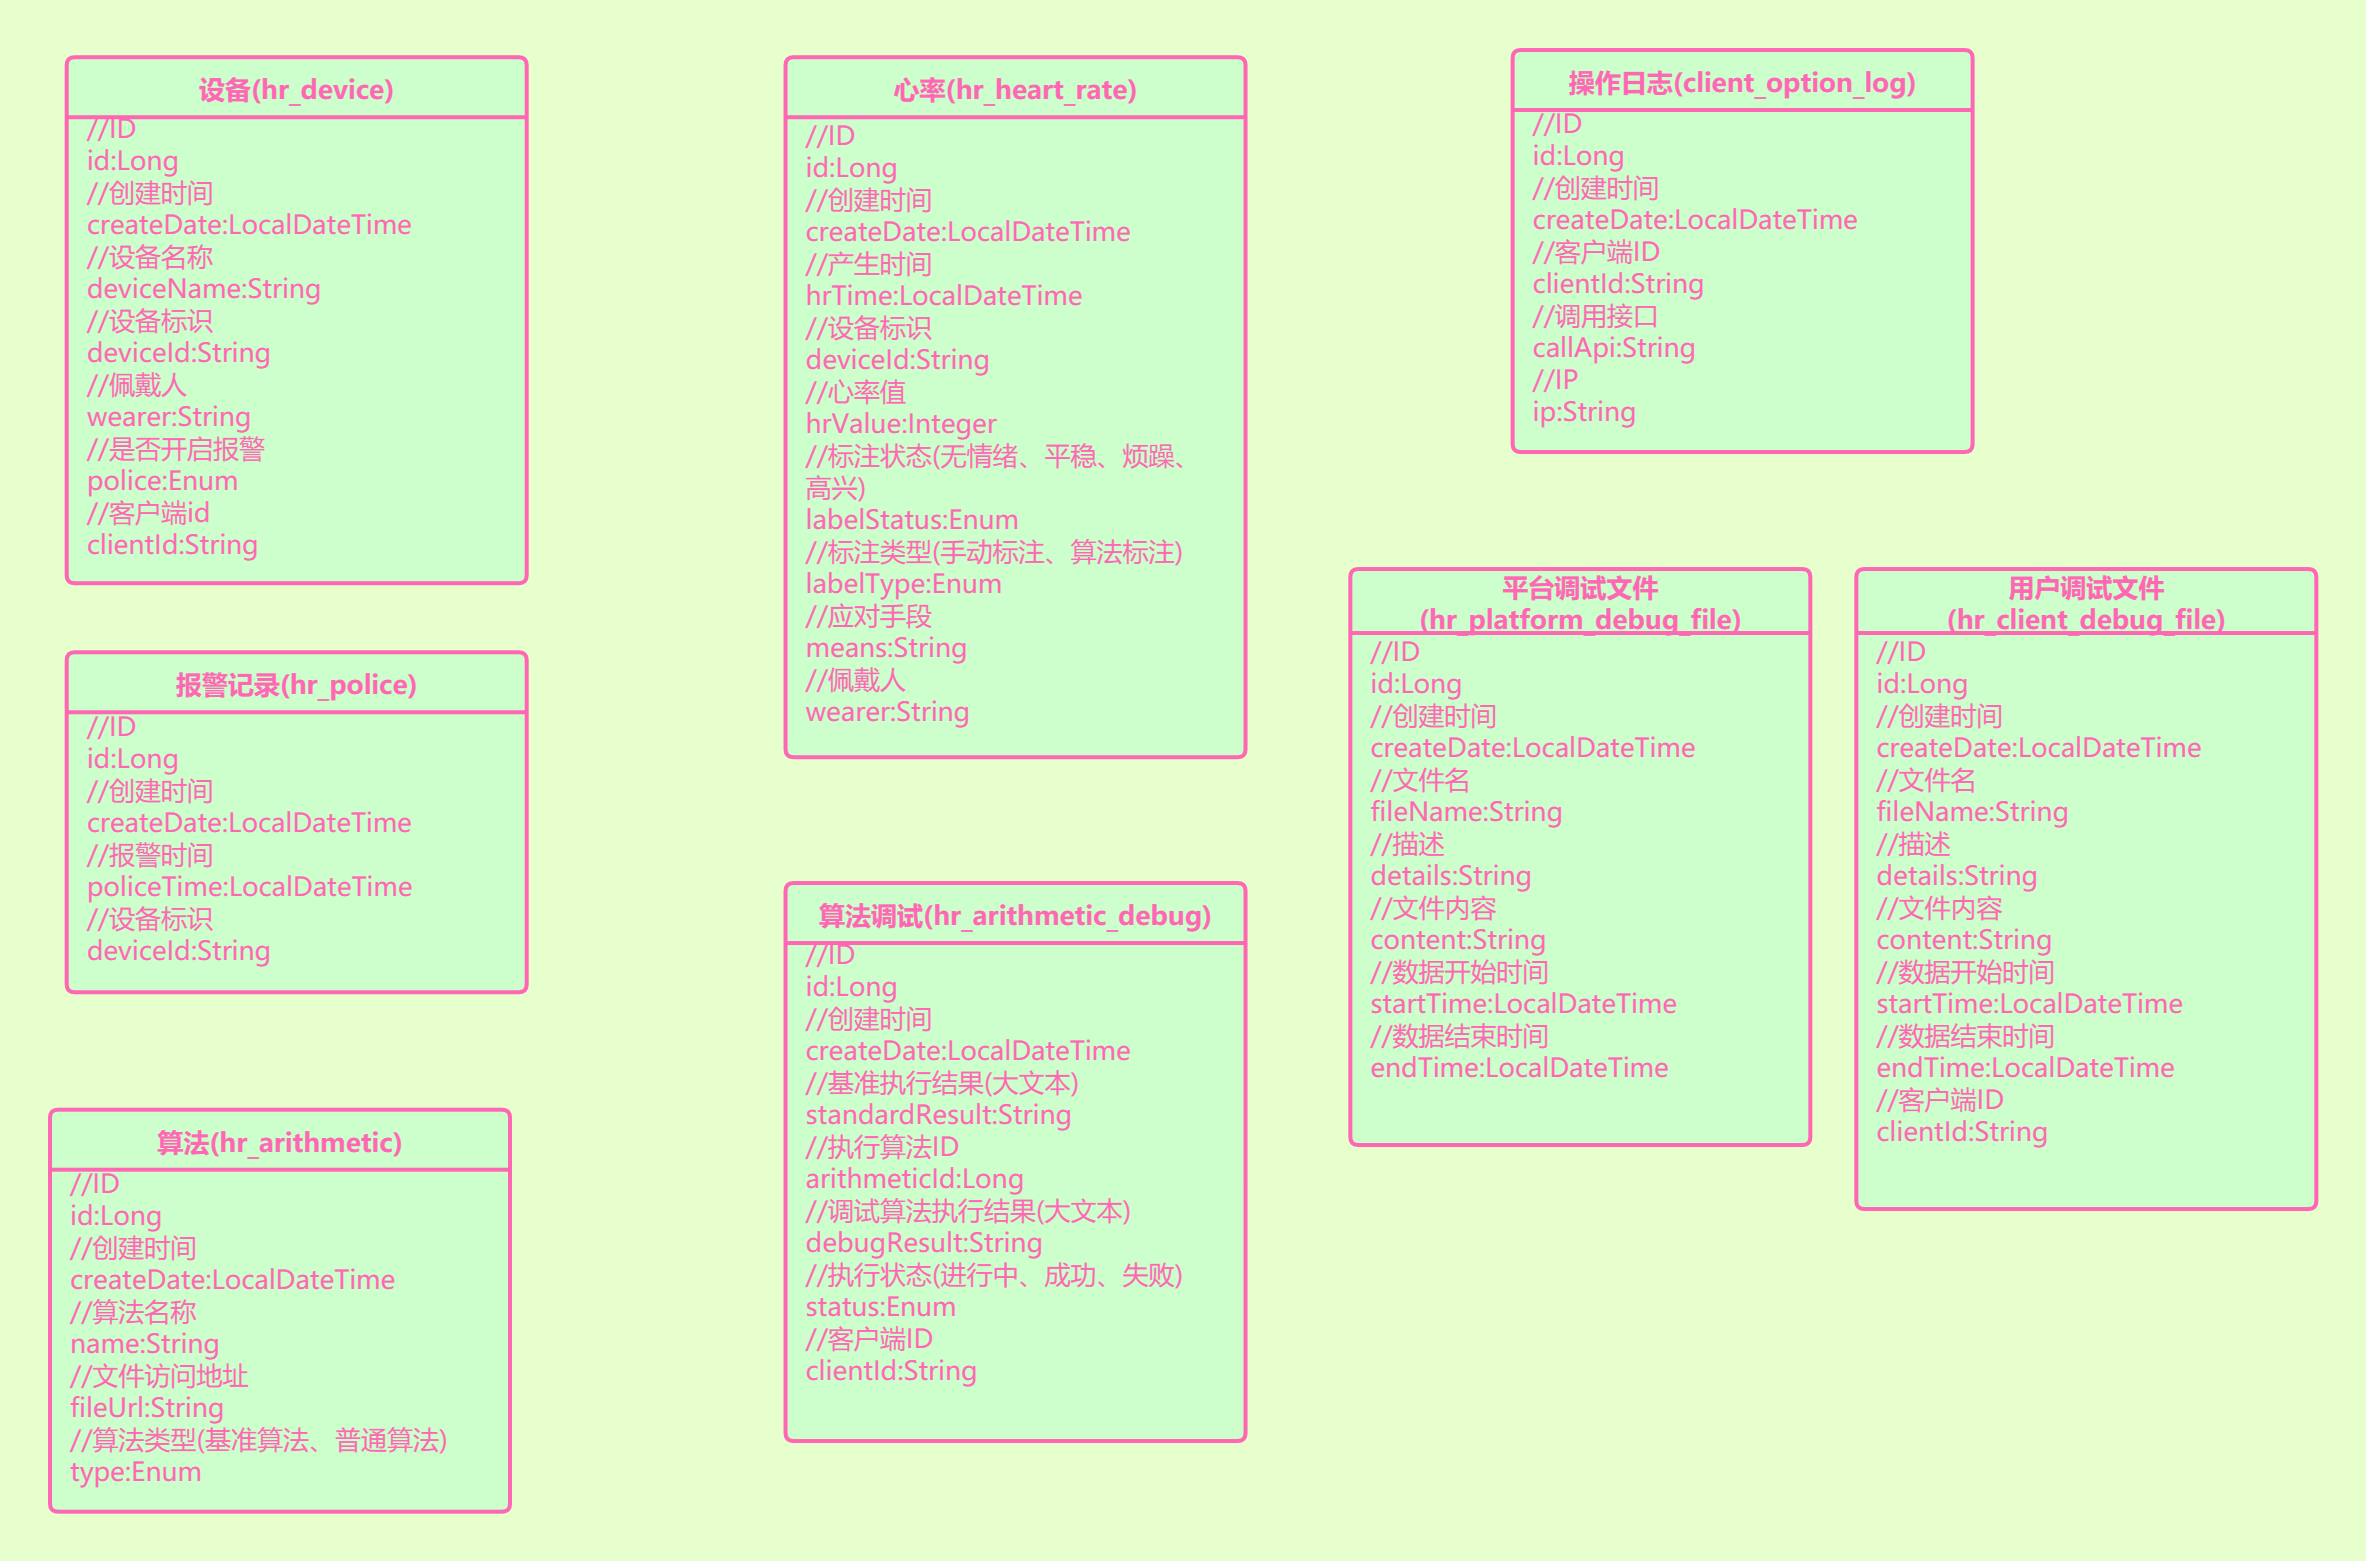 设备(hr_device)
//ID
id:Long
//创建时间
createDate:LocalDateTime
//设备名称
deviceName:String
//设备标识
deviceId:String
//佩戴人
wearer:String
//是否开启报警
police:Enum
//客户端id
clientId:String
报警记录(hr_police)
//ID
id:Long
//创建时间
createDate:LocalDateTime
//报警时间
policeTime:LocalDateTime
//设备标识
deviceId:String
算法(hr_arithmetic)
//ID
id:Long
//创建时间
createDate:LocalDateTime
//算法名称
name:String
//文件访问地址
fileUrl:String
//算法类型(基准算法、普通算法)
type:Enum
心率(hr_heart_rate)
//ID
id:Long
//创建时间
createDate:LocalDateTime
//产生时间
hrTime:LocalDateTime
//设备标识
deviceId:String
//心率值
hrValue:Integer
//标注状态(无情绪、平稳、烦躁、
高兴)
labelStatus:Enum
//标注类型(手动标注、算法标注)
labelType:Enum
//应对手段
means:String
//佩戴人
wearer:String
算法调试(hr_arithmetic_debug)
//ID
id:Long
//创建时间
createDate:LocalDateTime
//基准执行结果(大文本)
standardResult:String
//执行算法ID
arithmeticId:Long
//调试算法执行结果(大文本)
debugResult:String
//执行状态(进行中、成功、失败)
status:Enum
//客户端ID
clientId:String
操作日志(client_option_log)
//ID
id:Long
//创建时间
createDate:LocalDateTime
//客户端ID
clientId:String
//调用接口
callApi:String
//IP
ip:String
平台调试文件
(hr_platform_debug_file)
//ID
id:Long
//创建时间
createDate:LocalDateTime
//文件名
fileName:String
//描述
details:String
//文件内容
content:String
//数据开始时间
startTime:LocalDateTime
//数据结束时间
endTime:LocalDateTime
用户调试文件
(hr_client_debug_file)
//ID
id:Long
//创建时间
createDate:LocalDateTime
//文件名
fileName:String
//描述
details:String
//文件内容
content:String
//数据开始时间
startTime:LocalDateTime
//数据结束时间
endTime:LocalDateTime
//客户端ID
clientId:String